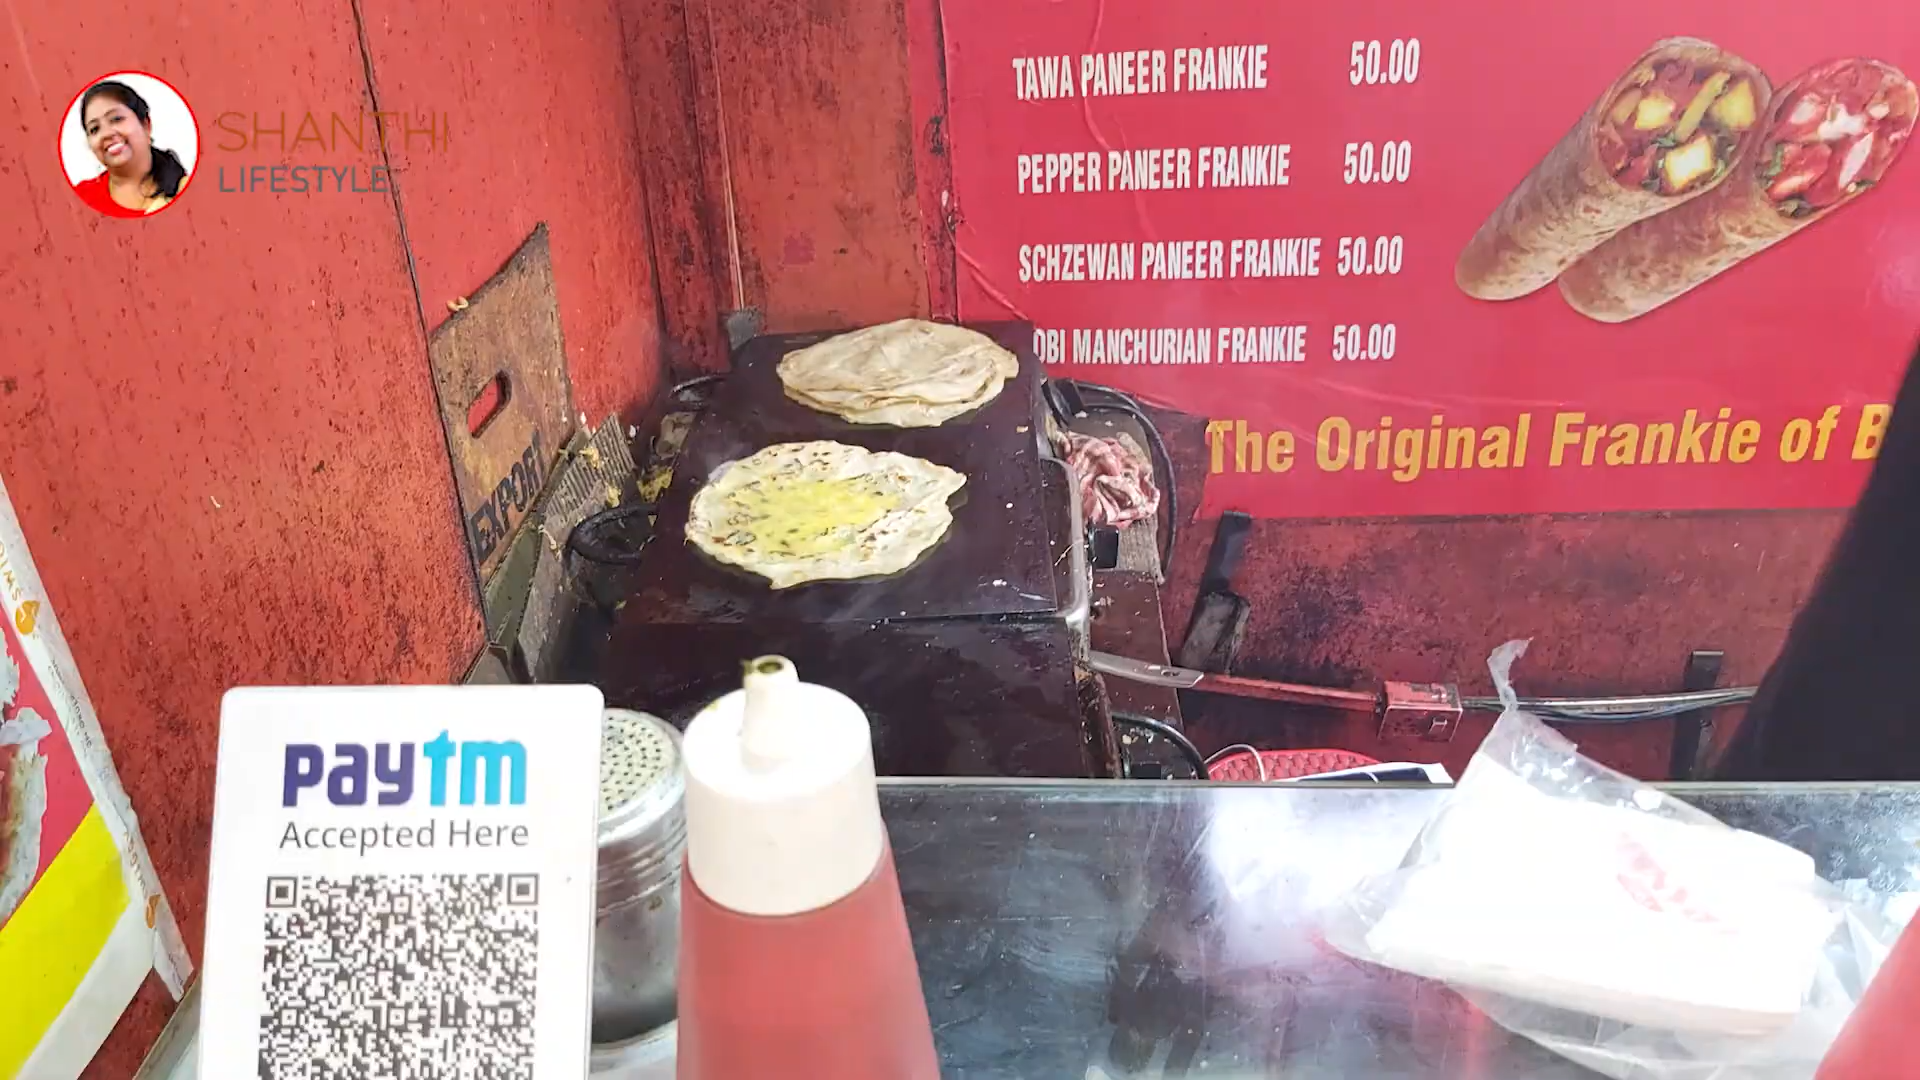 SHANTHI
LIFESTYLE
TAWA PANEER FRANKIE 50.00
PEPPER PANEER FRANKIE 50.00
SCHZEWAN PANEER FRANKIE 50.00
OBI MANCHURIAN FRANKIE 50.00
The Original Frankie of B
EXPORT
paytm
Accepted Here